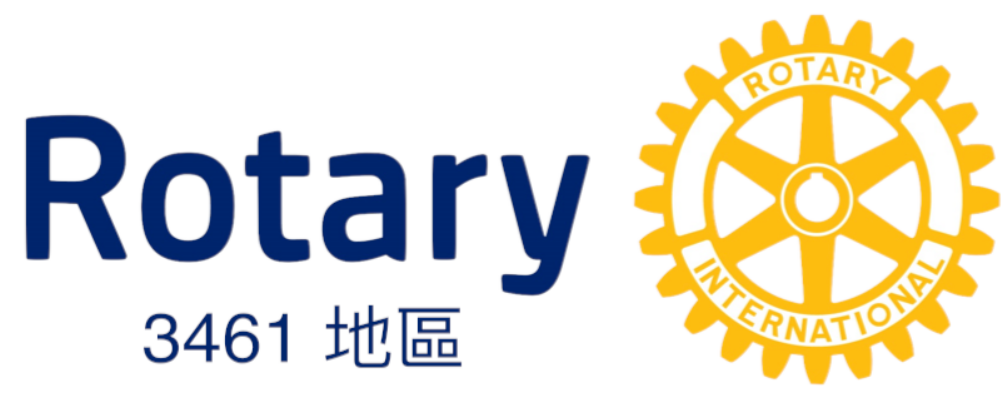 Rotary
3461 地區
ROTARY
INTERNATIONAL